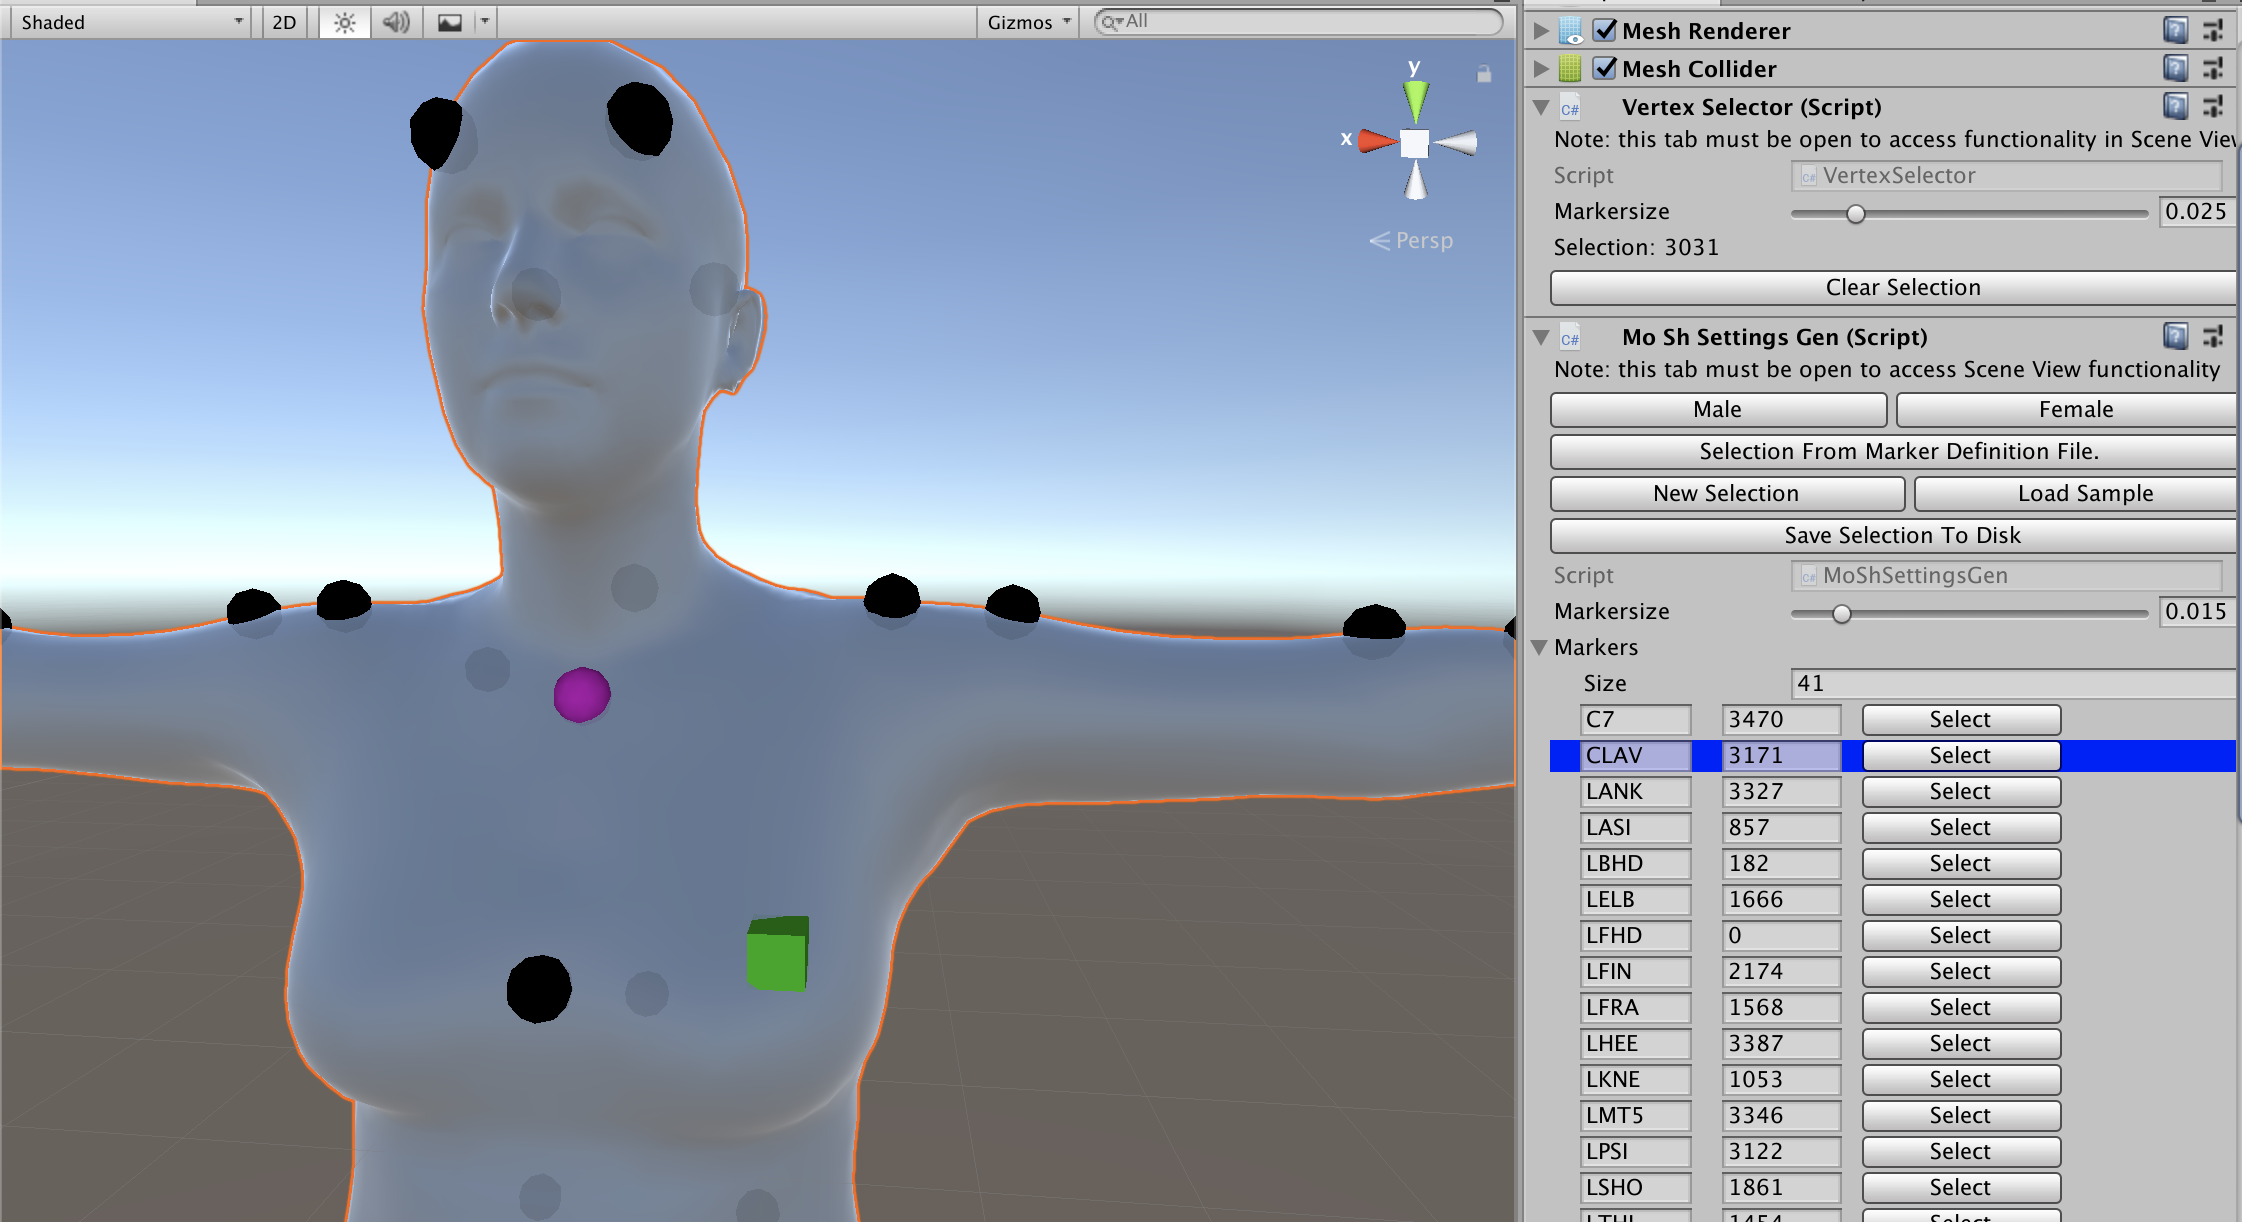 Shaded
2D
Gizmos
All
y
x
Persp
Mesh Renderer
Mesh Collider
C# Vertex Selector (Script)
Note: this tab must be open to access functionality in Scene View
Script VertexSelector
Markersize 0.025
Selection: 3031
Clear Selection
C# Mo Sh Settings Gen (Script)
Note: this tab must be open to access Scene View functionality
Male Female
Selection From Marker Definition File.
New Selection Load Sample
Save Selection To Disk
Script MoShSettingsGen
Markersize 0.015
Markers
Size 41
C7 3470 Select
CLAV 3171 Select
LANK 3327 Select
LASI 857 Select
LBHD 182 Select
LELB 1666 Select
LFHD 0 Select
LFIN 2174 Select
LFRA 1568 Select
LHEE 3387 Select
LKNE 1053 Select
LMT5 3346 Select
LPSI 3122 Select
LSHO 1861 Select
LTHI 1454 Select